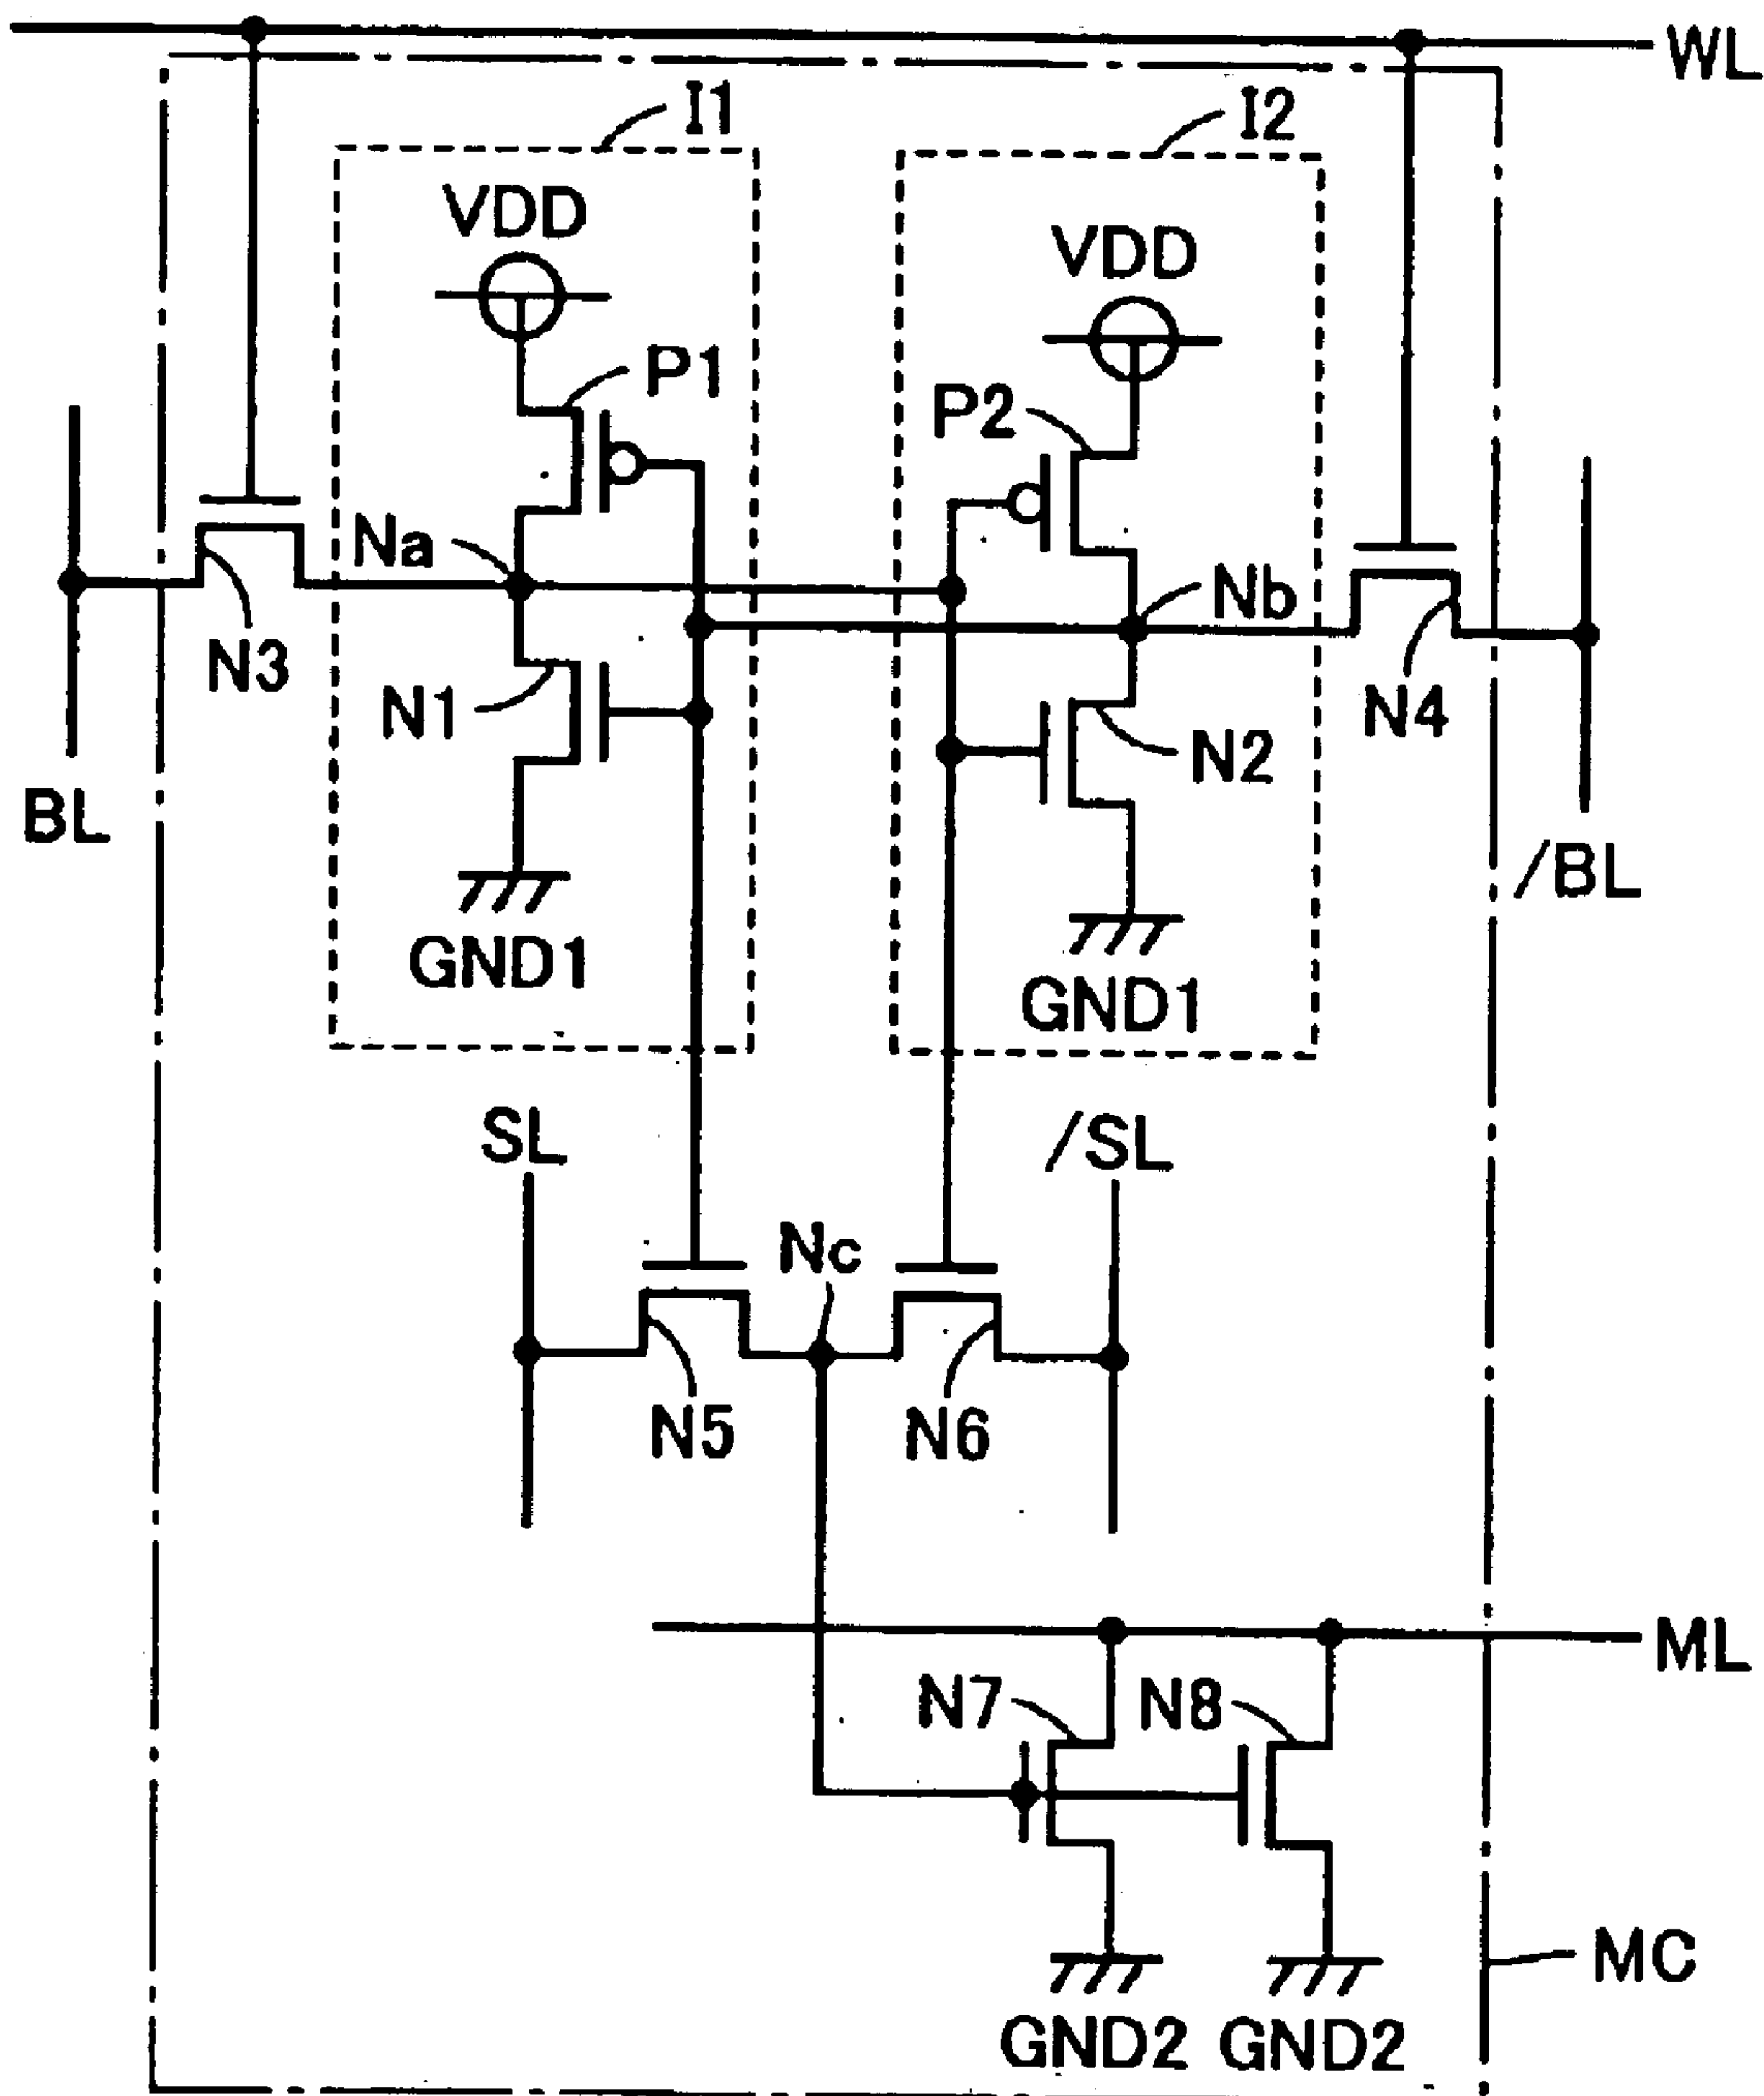 WL
I1
I2
VDD
VDD
P1
P2
Na
Nb
N3
N1
N2
N4
BL
/BL
GND1
GND1
SL
/SL
Nc
N5
N6
ML
N7
N8
MC
GND2
GND2